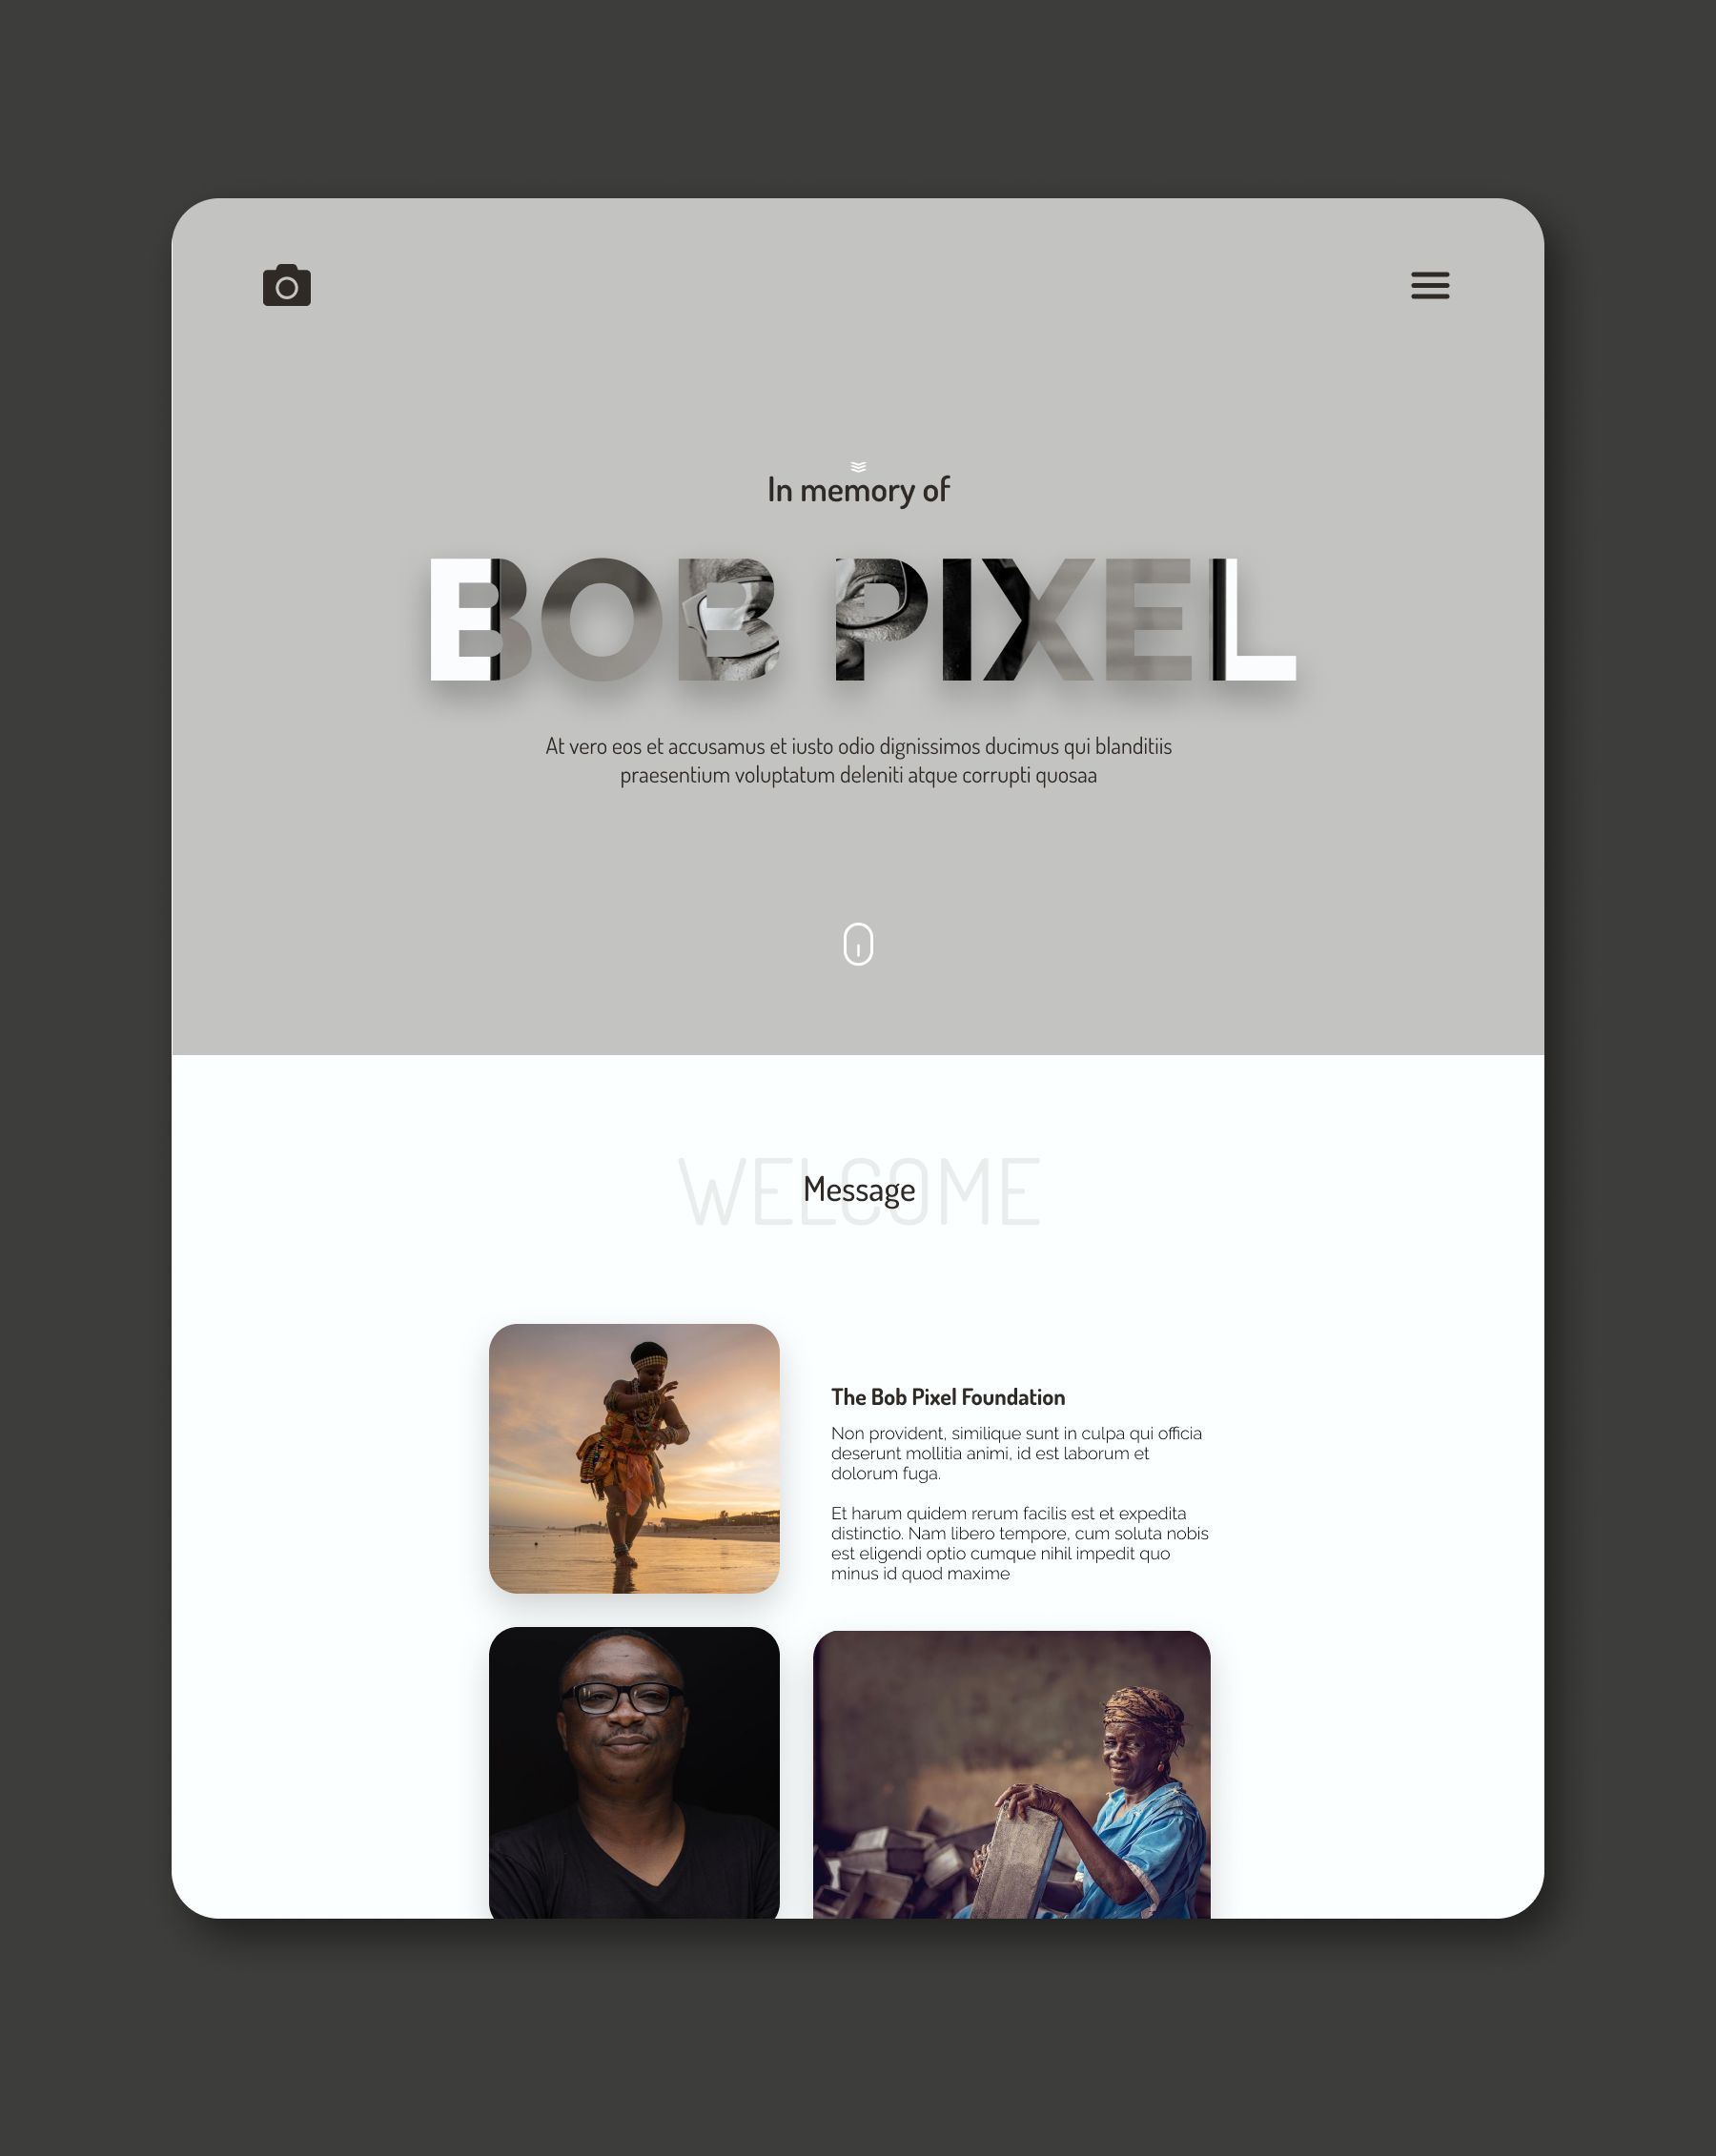 In memory of
BOB PIXEL
At vero eos et accusamus et iusto odio dignissimos ducimus qui blanditiis
praesentium voluptatum deleniti atque corrupti quosaa
WELCOME
Message
The Bob Pixel Foundation
Non provident, similique sunt in culpa qui officia
deserunt mollitia animi, id est laborum et
dolorum fuga.
Et harum quidem rerum facilis est et expedita
distinctio. Nam libero tempore, cum soluta nobis
est eligendi optio cumque nihil impedit quo
minus id quod maxime